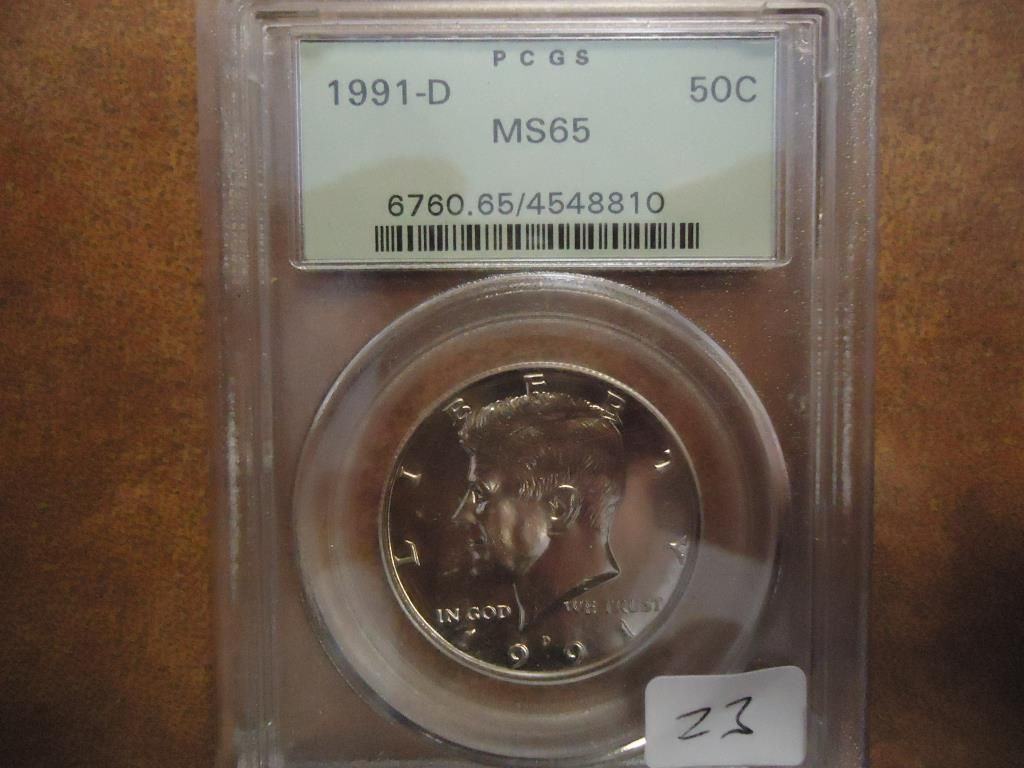 PCGS
1991-D 50C
MS65
6760.65/4548810
LIBERTY
IN GOD WE TRUST
D
1991
23